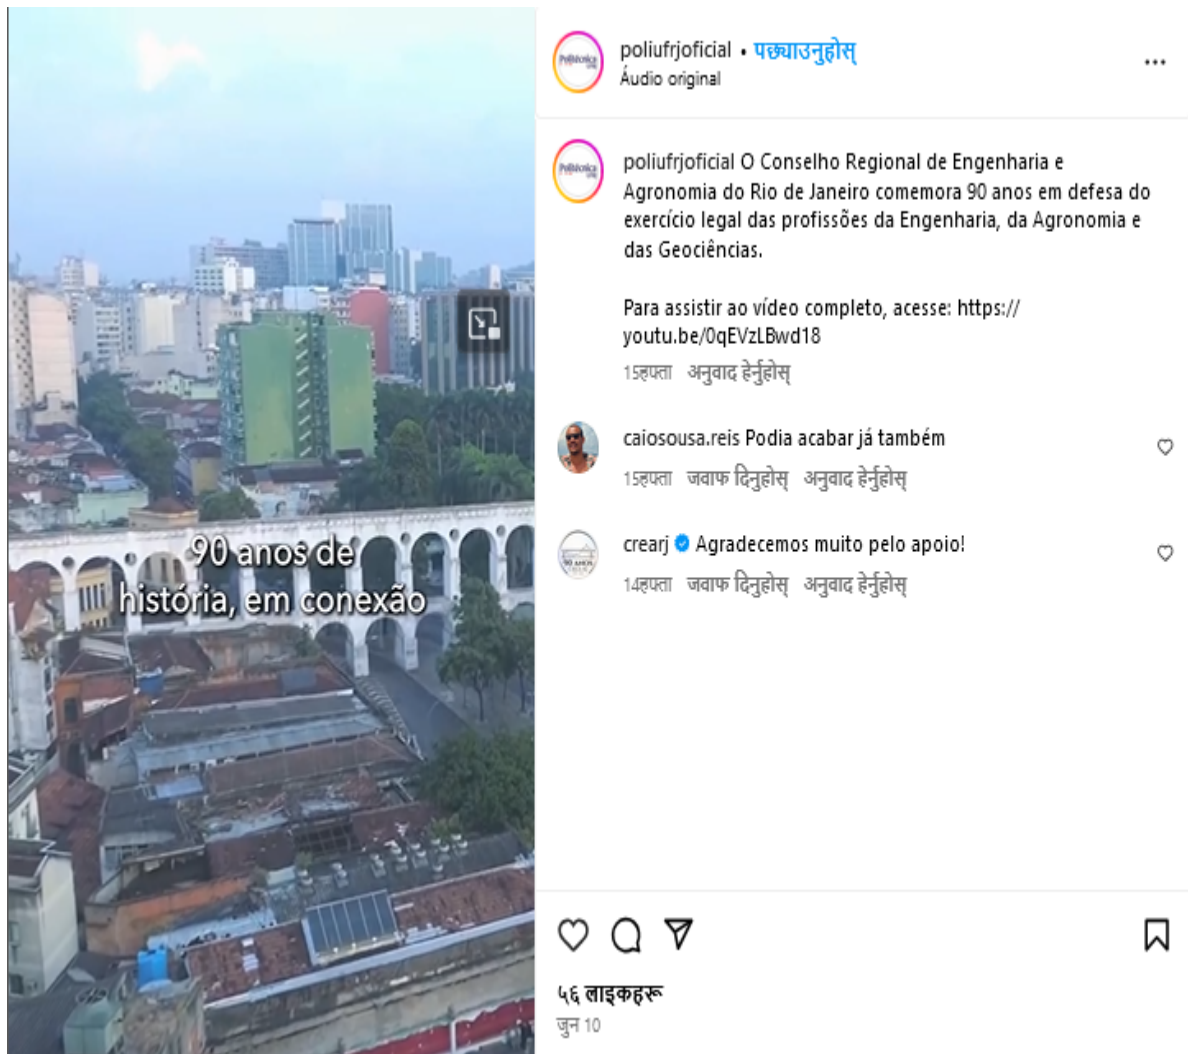 90 anos de
história, em conexão
poliufrjoficial • पछ्याउनुहोस्
Áudio original
poliufrjoficial O Conselho Regional de Engenharia e
Agronomia do Rio de Janeiro comemora 90 anos em defesa do
exercício legal das profissões da Engenharia, da Agronomia e
das Geociências.
Para assistir ao vídeo completo, acesse: https://
youtu.be/0qEVzLBwd18
15हप्ता अनुवाद हेर्नुहोस्
caiosousa.reis Podia acabar já também
15हप्ता जवाफ दिनुहोस् अनुवाद हेर्नुहोस्
crearj Agradecemos muito pelo apoio!
14हप्ता जवाफ दिनुहोस् अनुवाद हेर्नुहोस्
५६ लाइकहरू
जुन 10